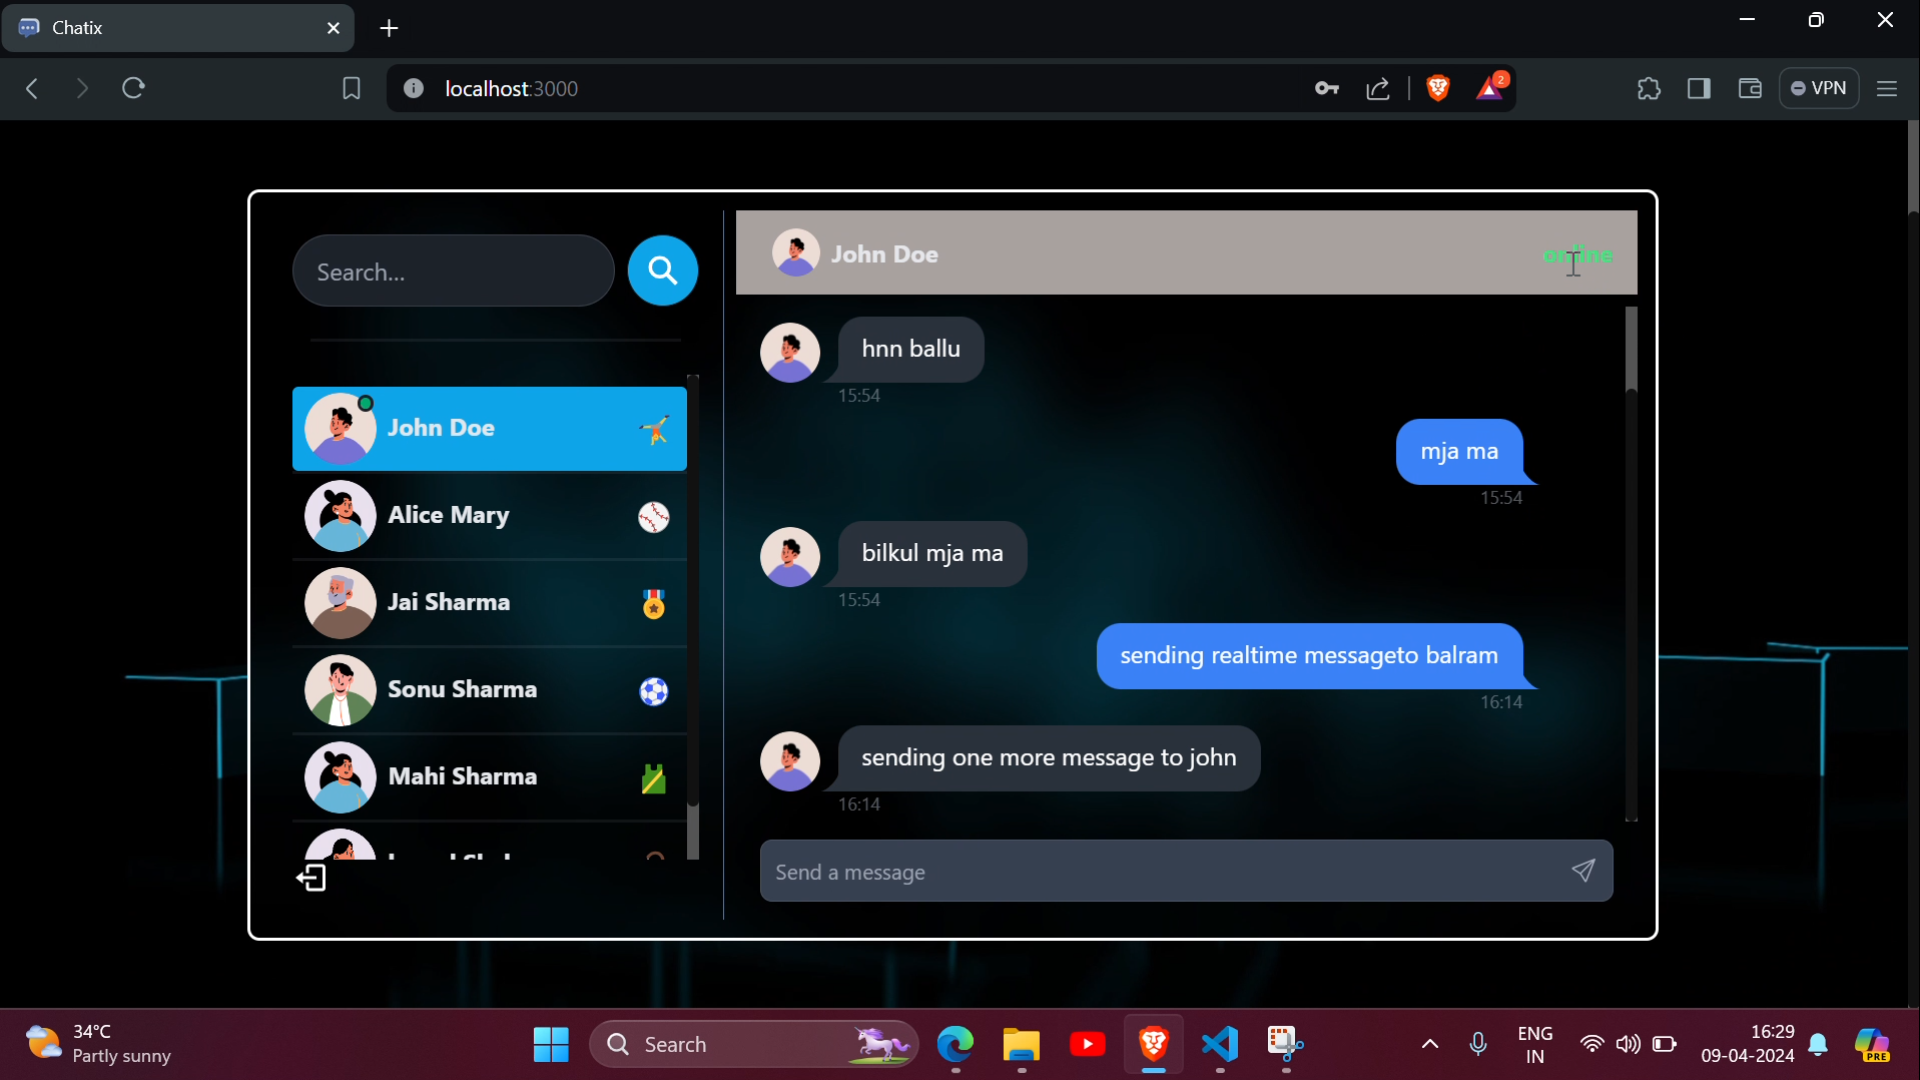 Chatix
localhost:3000
2
VPN
Search...
John Doe
online
John Doe
Alice Mary
Jai Sharma
Sonu Sharma
Mahi Sharma
hnn ballu
15:54
mja ma
15:54
bilkul mja ma
15:54
sending realtime messageto balram
16:14
sending one more message to john
16:14
Send a message
34°C
Partly sunny
Search
ENG
IN
16:29
09-04-2024
PRE